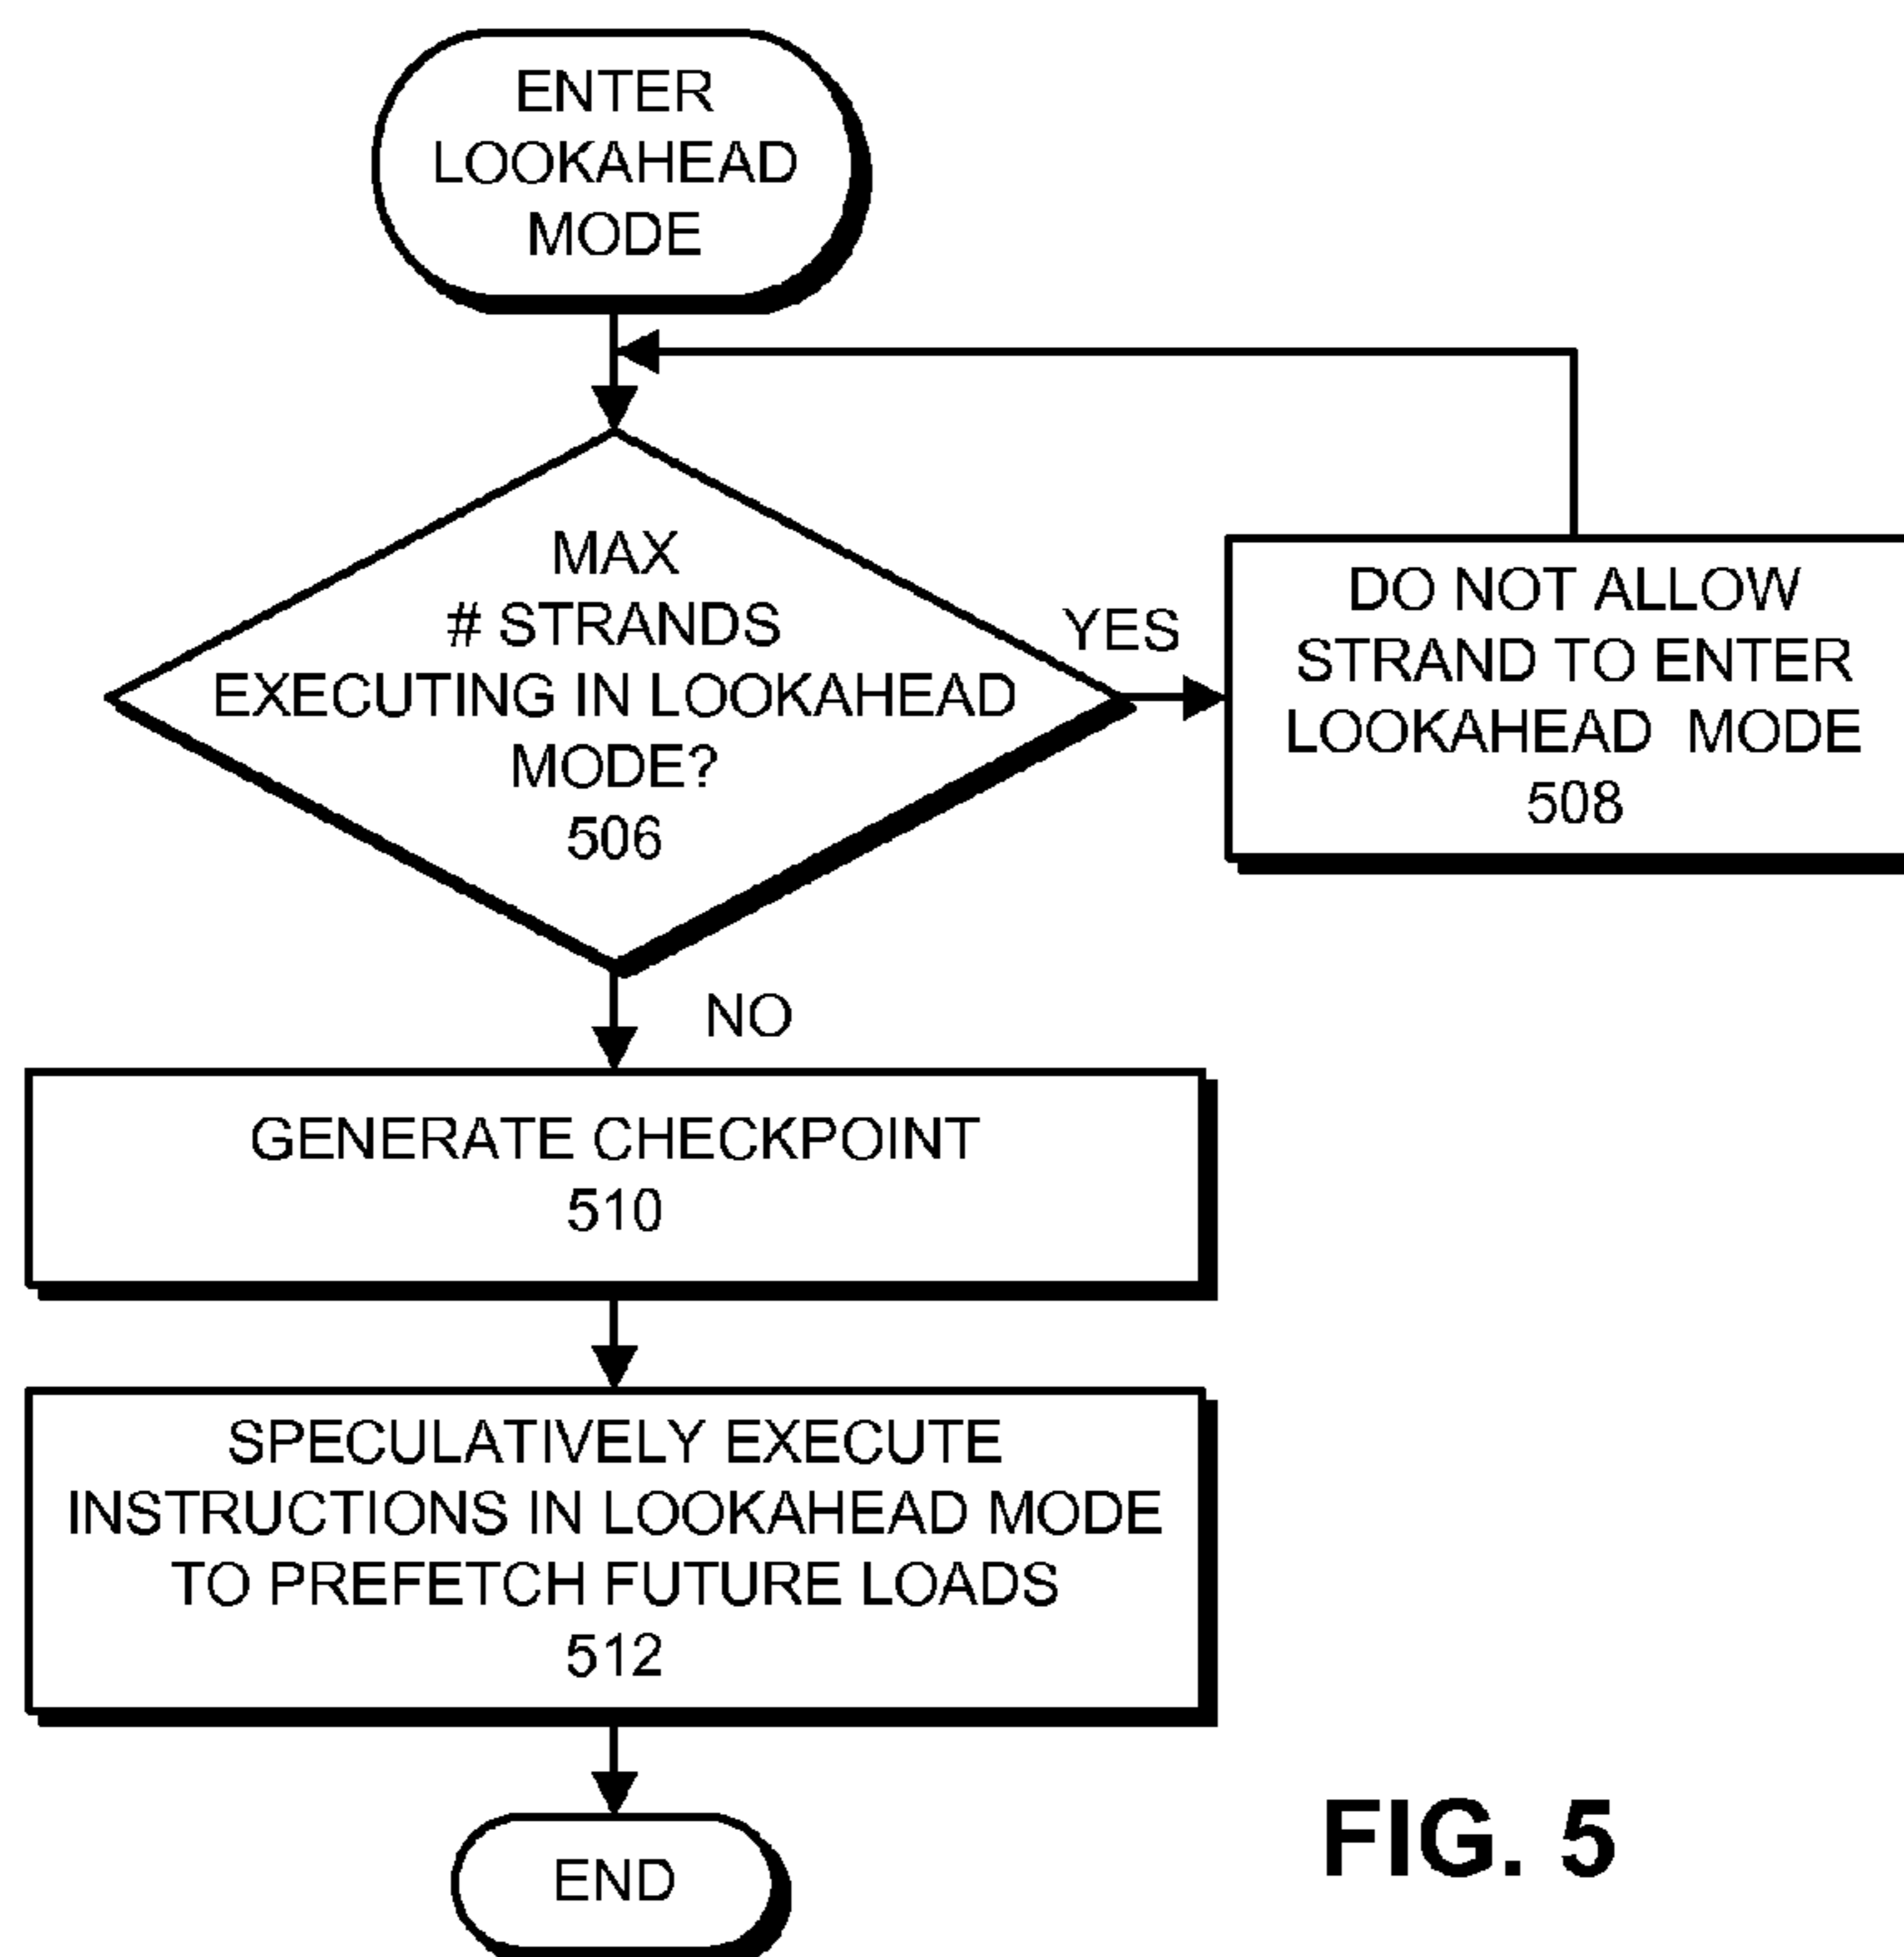 ENTER
LOOKAHEAD
MODE
MAX
# STRANDS
EXECUTING IN LOOKAHEAD
MODE?
506
YES
DO NOT ALLOW
STRAND TO ENTER
LOOKAHEAD MODE
508
NO
GENERATE CHECKPOINT
510
SPECULATIVELY EXECUTE
INSTRUCTIONS IN LOOKAHEAD MODE
TO PREFETCH FUTURE LOADS
512
END
FIG. 5